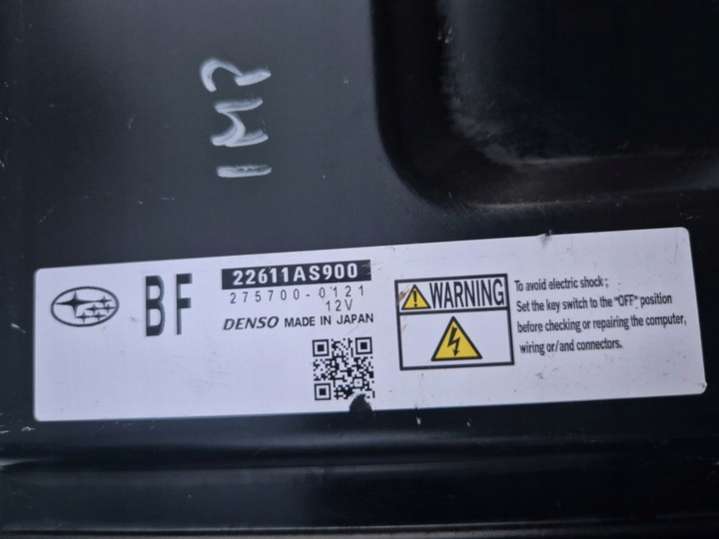 IMP
BF
22611AS900
275700-0121
12V
DENSO MADE IN JAPAN
WARNING
To avoid electric shock;
Set the key switch to the "OFF" position
before checking or repairing the computer,
wiring or/and connectors.